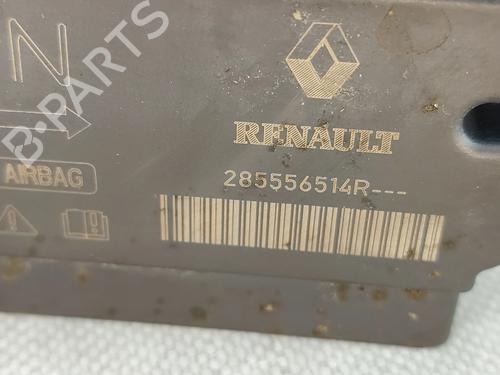 N
RENAULT
285556514R---
AIRBAG
B-PARTS